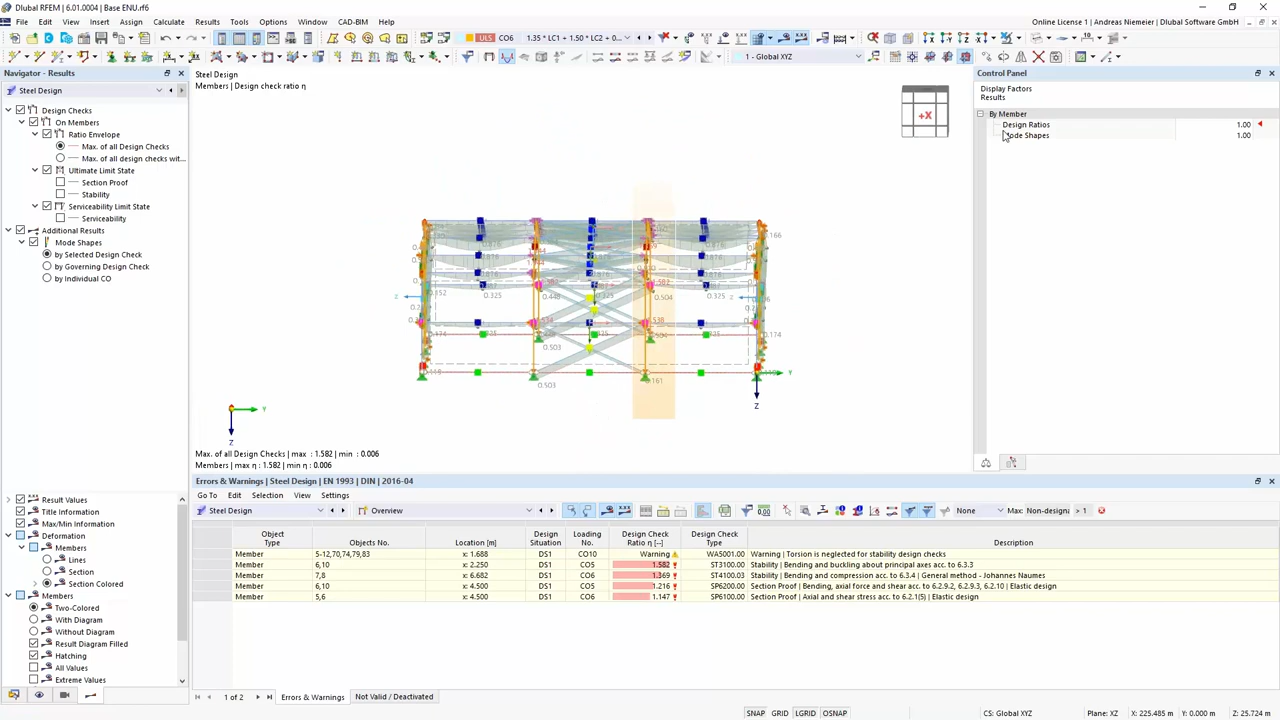 Dlubal RFEM | 6.01.0004 | Base ENU.rf6
File Edit View Insert Assign Calculate Results Tools Options Window CAD-BIM Help
Online License 1 | Andreas Niemeier | Dlubal Software GmbH
ULS CO6 1.35 * LC1 + 1.50 * LC2 + 0...
1 - Global XYZ
Navigator - Results
Steel Design
Design Checks
On Members
Ratio Envelope
Max. of all Design Checks
Max. of all design checks wit...
Ultimate Limit State
Section Proof
Stability
Serviceability Limit State
Serviceability
Additional Results
Mode Shapes
by Selected Design Check
by Governing Design Check
by Individual CO
Result Values
Title Information
Max/Min Information
Deformation
Members
Lines
Section
Section Colored
Members
Two-Colored
With Diagram
Without Diagram
Result Diagram Filled
Hatching
All Values
Extreme Values
Steel Design
Members | Design check ratio η
+X
0.325
0.504
0.325
0.174
0.503
0.503
0.161
Y
Z
Y
Z
Max. of all Design Checks | max : 1.582 | min : 0.006
Members | max η : 1.582 | min η : 0.006
Control Panel
Display Factors
Results
By Member
Design Ratios 1.00
Mode Shapes 1.00
Errors & Warnings | Steel Design | EN 1993 | DIN | 2016-04
Go To Edit Selection View Settings
Steel Design Overview None Max: Non-designa > 1
Object Type Objects No. Location [m] Design Situation Loading No. Design Check Ratio η [--] Design Check Type Description
Member 5-12,70,74,79,83 x: 1.688 DS1 CO10 Warning WA5001.00 Warning | Torsion is neglected for stability design checks
Member 6,10 x: 2.250 DS1 CO5 1.582 ST3100.00 Stability | Bending and buckling about principal axes acc. to 6.3.3
Member 7,8 x: 6.682 DS1 CO6 1.369 ST4100.03 Stability | Bending and compression acc. to 6.3.4 | General method - Johannes Naumes
Member 6,10 x: 4.500 DS1 CO5 1.216 SP6200.00 Section Proof | Bending, axial force and shear acc. to 6.2.9.2, 6.2.9.3, 6.2.10 | Elastic design
Member 5,6 x: 4.500 DS1 CO6 1.147 SP6100.00 Section Proof | Axial and shear stress acc. to 6.2.1(5) | Elastic design
1 of 2 Errors & Warnings Not Valid / Deactivated
SNAP GRID LGRID OSNAP CS: Global XYZ Plane: XZ X: 225.485 m Y: 0.000 m Z: 25.724 m